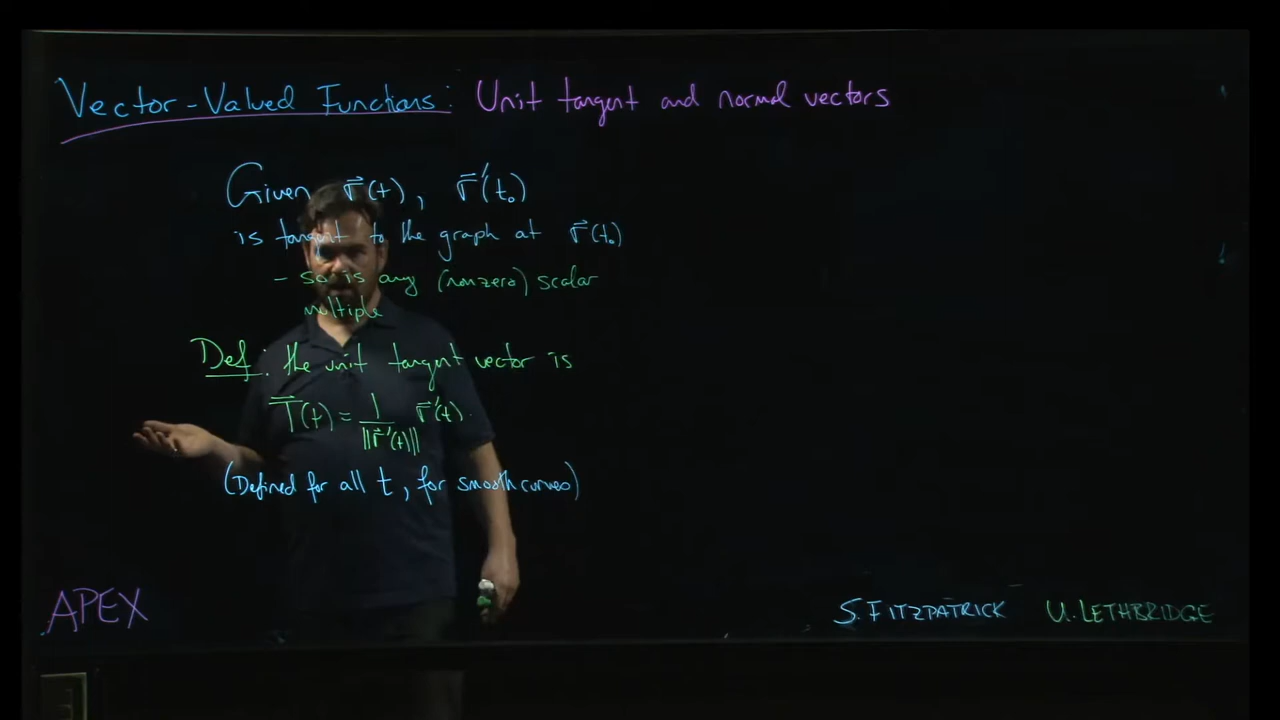 Vector-Valued Functions: Unit tangent and normal vectors
Given r⃗(t), r⃗′(t₀)
is tangent to the graph at r⃗(t₀)
- so is any (nonzero) scalar
multiple
Def: the unit tangent vector is
T⃗(t) = 1/‖r⃗′(t)‖ r⃗′(t).
(Defined for all t, for smooth curves)
APEX
S. FITZPATRICK U. LETHBRIDGE